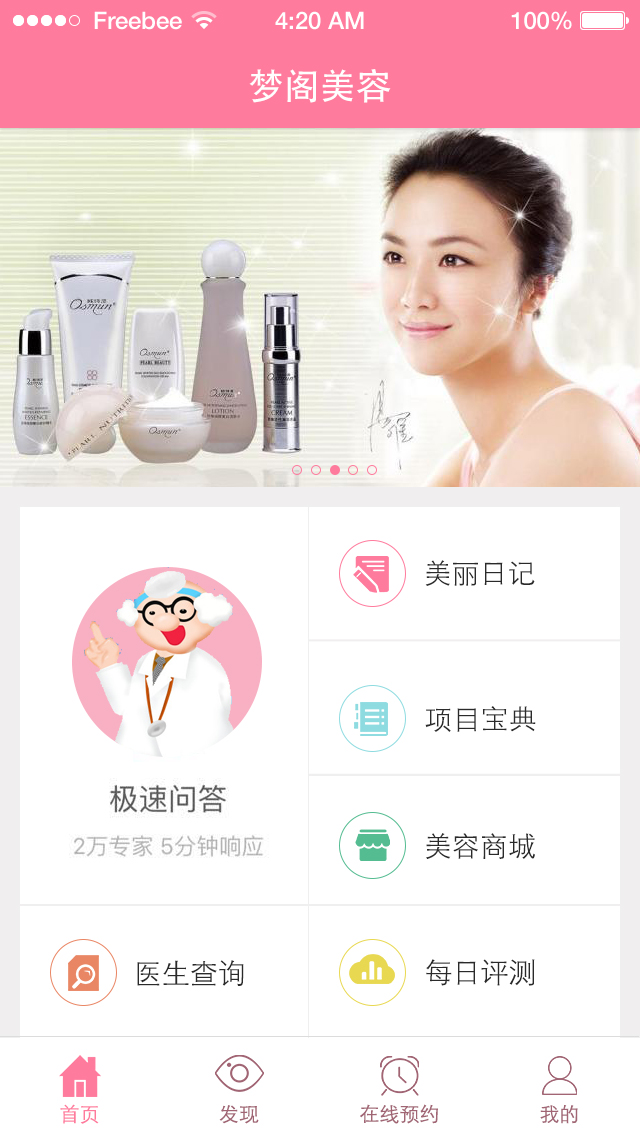 Freebee 4:20 AM 100%
梦阁美容
Osmun
Osmun
Osmun
PEARL BEAUTY
ESSENCE
LOTION
CREAM
PEARL NUTRI
Osmun
美丽日记
项目宝典
极速问答
2万专家 5分钟响应
美容商城
医生查询
每日评测
首页 发现 在线预约 我的